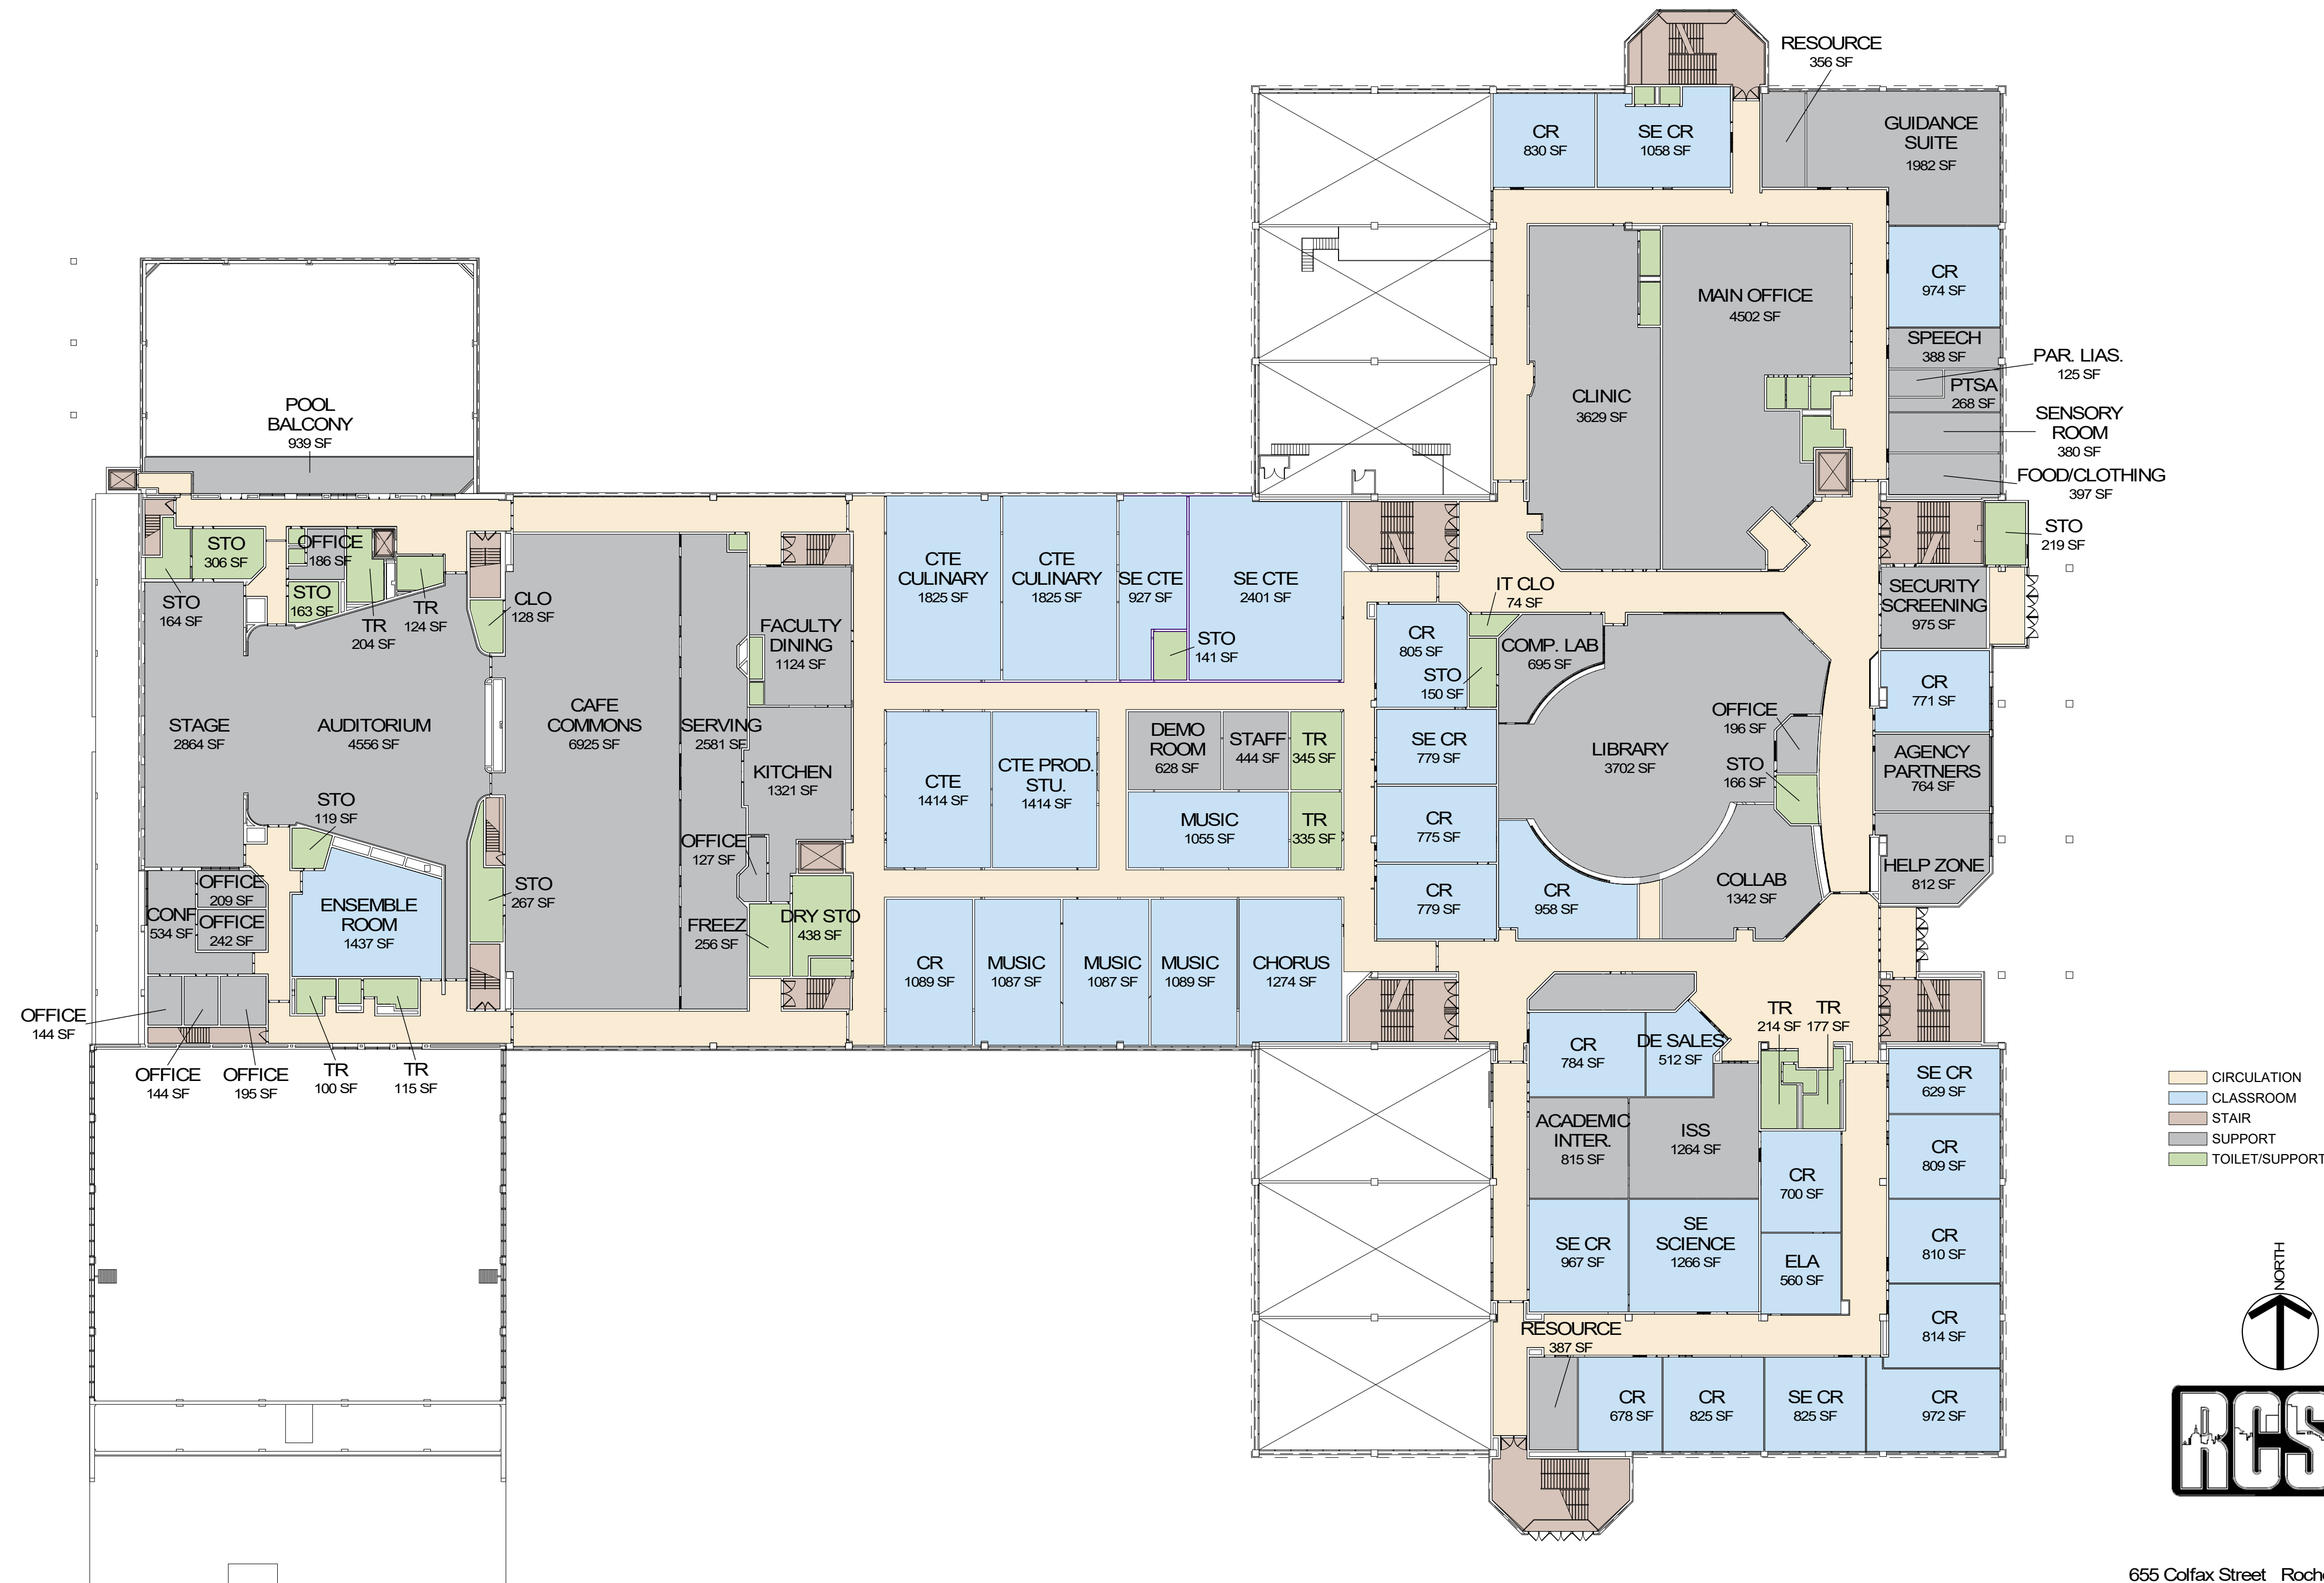 RESOURCE
356 SF
CR
830 SF
SE CR
1058 SF
GUIDANCE
SUITE
1982 SF
CR
974 SF
MAIN OFFICE
4502 SF
SPEECH
388 SF
PAR. LIAS.
125 SF
PTSA
268 SF
CLINIC
3629 SF
SENSORY
ROOM
380 SF
FOOD/CLOTHING
397 SF
POOL
BALCONY
939 SF
STO
219 SF
STO
306 SF
OFFICE
186 SF
STO
164 SF
STO
163 SF
TR
204 SF
TR
124 SF
CLO
128 SF
FACULTY
DINING
1124 SF
CTE
CULINARY
1825 SF
CTE
CULINARY
1825 SF
SE CTE
927 SF
SE CTE
2401 SF
STO
141 SF
IT CLO
74 SF
CR
805 SF
COMP. LAB
695 SF
STO
150 SF
SECURITY
SCREENING
975 SF
CR
771 SF
STAGE
2864 SF
AUDITORIUM
4556 SF
CAFE
COMMONS
6925 SF
SERVING
2581 SF
KITCHEN
1321 SF
CTE
1414 SF
CTE PROD.
STU.
1414 SF
DEMO
ROOM
628 SF
STAFF
444 SF
TR
345 SF
SE CR
779 SF
LIBRARY
3702 SF
OFFICE
196 SF
STO
166 SF
AGENCY
PARTNERS
764 SF
STO
119 SF
MUSIC
1055 SF
TR
335 SF
CR
775 SF
OFFICE
127 SF
HELP ZONE
812 SF
OFFICE
209 SF
CONF
534 SF
OFFICE
242 SF
ENSEMBLE
ROOM
1437 SF
STO
267 SF
FREEZ
256 SF
DRY STO
438 SF
CR
779 SF
CR
958 SF
COLLAB
1342 SF
CR
1089 SF
MUSIC
1087 SF
MUSIC
1087 SF
MUSIC
1089 SF
CHORUS
1274 SF
OFFICE
144 SF
OFFICE
144 SF
OFFICE
195 SF
TR
100 SF
TR
115 SF
TR
214 SF
TR
177 SF
CR
784 SF
DE SALES
512 SF
SE CR
629 SF
ACADEMIC
INTER.
815 SF
ISS
1264 SF
CR
809 SF
CR
700 SF
SE CR
967 SF
SE
SCIENCE
1266 SF
ELA
560 SF
CR
810 SF
CR
814 SF
RESOURCE
387 SF
CR
678 SF
CR
825 SF
SE CR
825 SF
CR
972 SF
CIRCULATION
CLASSROOM
STAIR
SUPPORT
TOILET/SUPPORT
NORTH
RCS
655 Colfax Street Roch